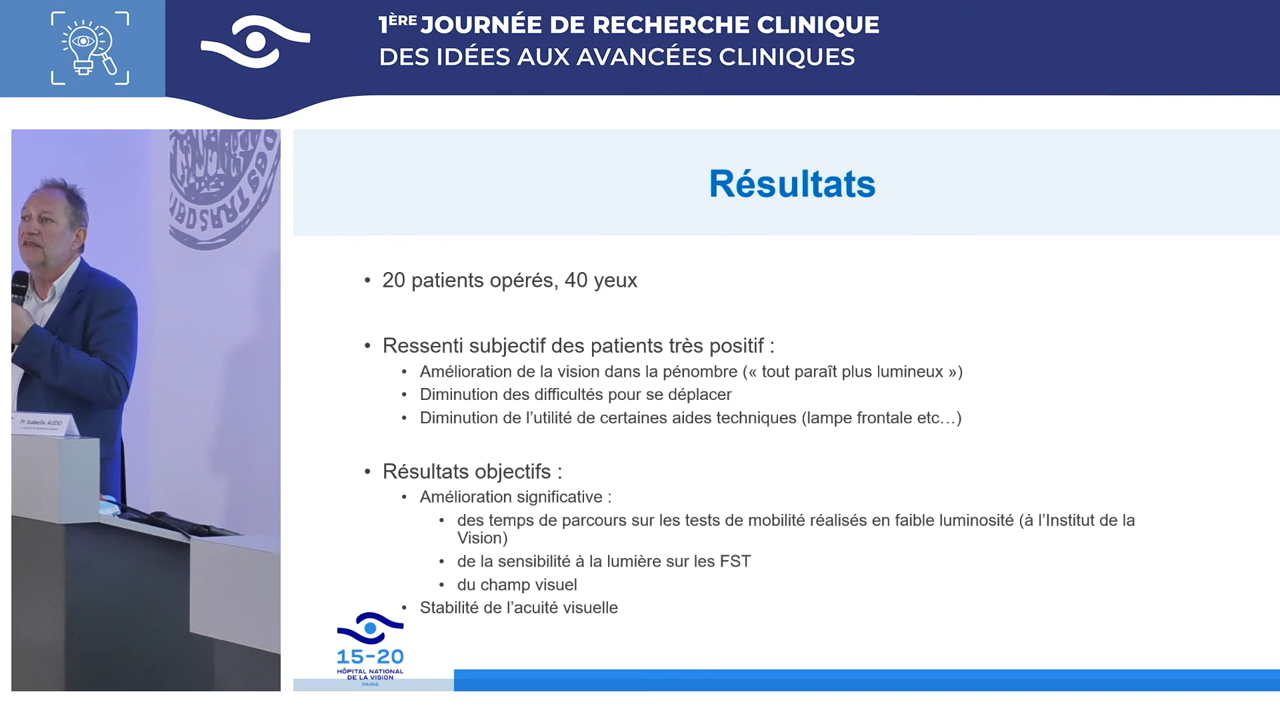 1ÈRE JOURNÉE DE RECHERCHE CLINIQUE
DES IDÉES AUX AVANCÉES CLINIQUES
Résultats
• 20 patients opérés, 40 yeux
• Ressenti subjectif des patients très positif :
• Amélioration de la vision dans la pénombre (« tout paraît plus lumineux »)
• Diminution des difficultés pour se déplacer
• Diminution de l’utilité de certaines aides techniques (lampe frontale etc…)
• Résultats objectifs :
• Amélioration significative :
• des temps de parcours sur les tests de mobilité réalisés en faible luminosité (à l’Institut de la
Vision)
• de la sensibilité à la lumière sur les FST
• du champ visuel
• Stabilité de l’acuité visuelle
15-20
HÔPITAL NATIONAL
DE LA VISION
PARIS
Pr Isabelle AUDO